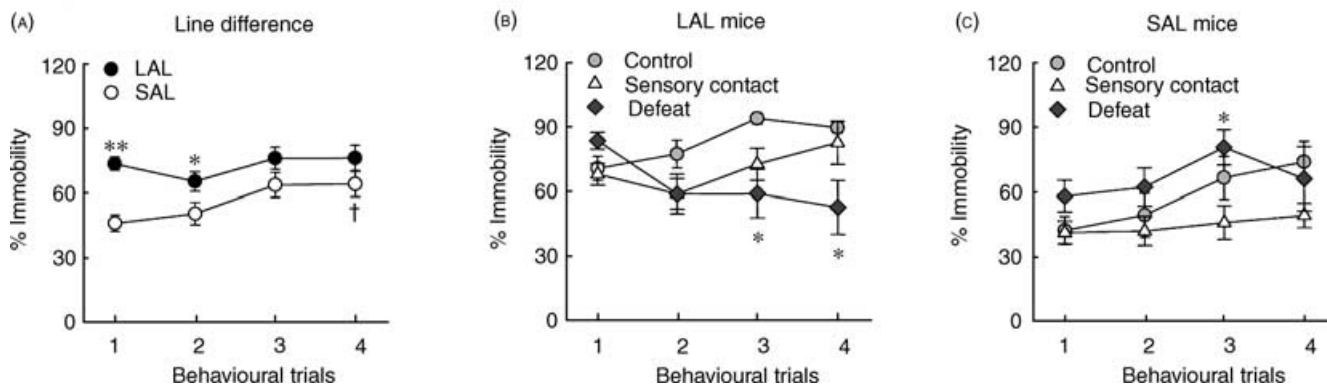 (A) Line difference
LAL
SAL
120
90
60
30
0
% Immobility
**
*
†
1 2 3 4
Behavioural trials
(B) LAL mice
Control
Sensory contact
Defeat
120
90
60
30
0
% Immobility
*
*
1 2 3 4
Behavioural trials
(C) SAL mice
Control
Sensory contact
Defeat
120
90
60
30
0
% Immobility
*
1 2 3 4
Behavioural trials